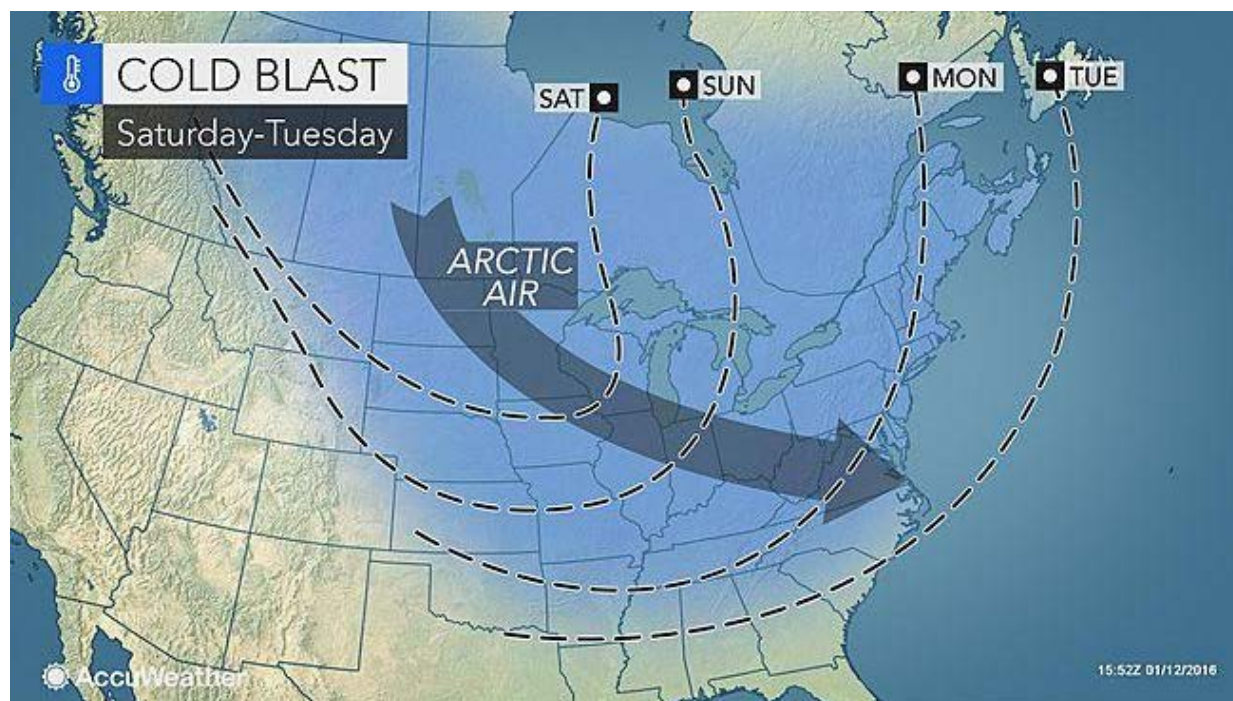 COLD BLAST
Saturday-Tuesday
SAT
SUN
MON
TUE
ARCTIC
AIR
AccuWeather
15:52Z 01/12/2016